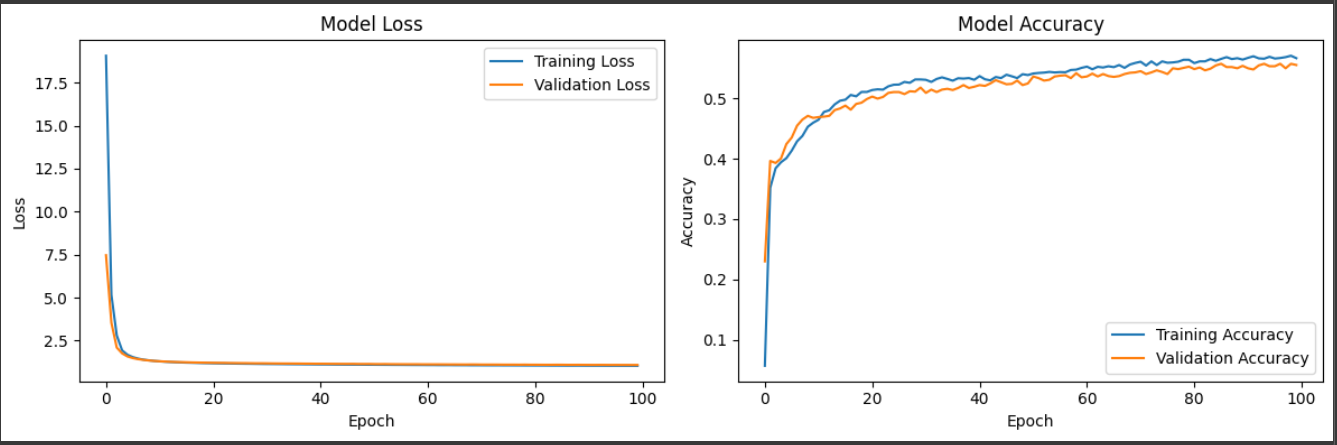 Model Loss
Training Loss
Validation Loss
17.5
15.0
12.5
10.0
7.5
5.0
2.5
Loss
0 20 40 60 80 100
Epoch
Model Accuracy
0.5
0.4
0.3
0.2
0.1
Accuracy
Training Accuracy
Validation Accuracy
0 20 40 60 80 100
Epoch